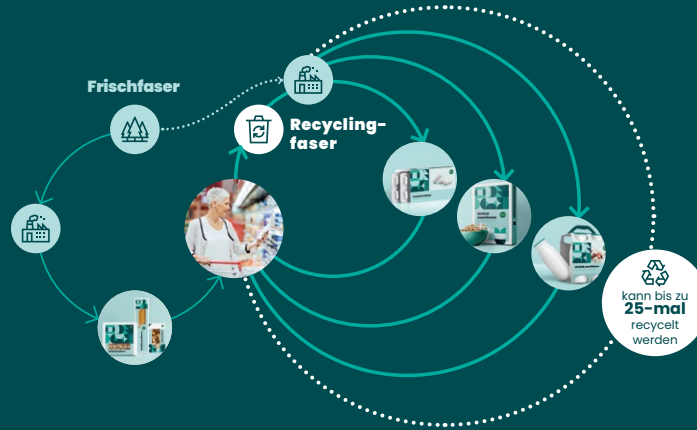 Frischfaser
Recycling-
faser
kann bis zu
25-mal
recycelt
werden